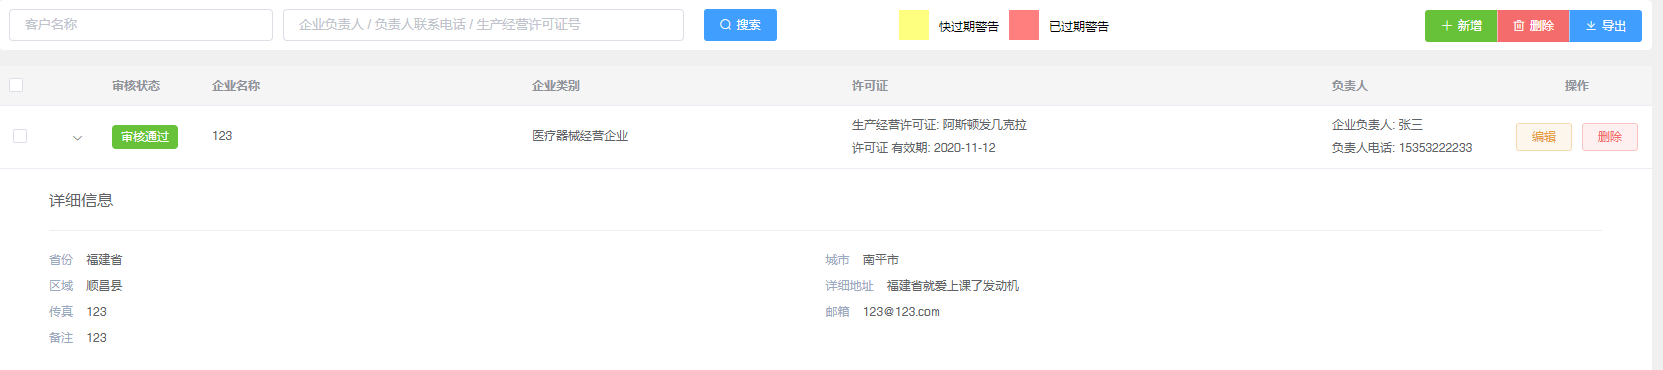 客户名称 企业负责人 / 负责人联系电话 / 生产经营许可证号 搜索 快过期警告 已过期警告 新增 删除 导出
审核状态 企业名称 企业类别 许可证 负责人 操作
审核通过 123 医疗器械经营企业 生产经营许可证: 阿斯顿发几克拉 企业负责人: 张三 编辑 删除
许可证 有效期: 2020-11-12 负责人电话: 15353222233
详细信息
省份 福建省 城市 南平市
区域 顺昌县 详细地址 福建省就爱上课了发动机
传真 123 邮箱 123@123.com
备注 123